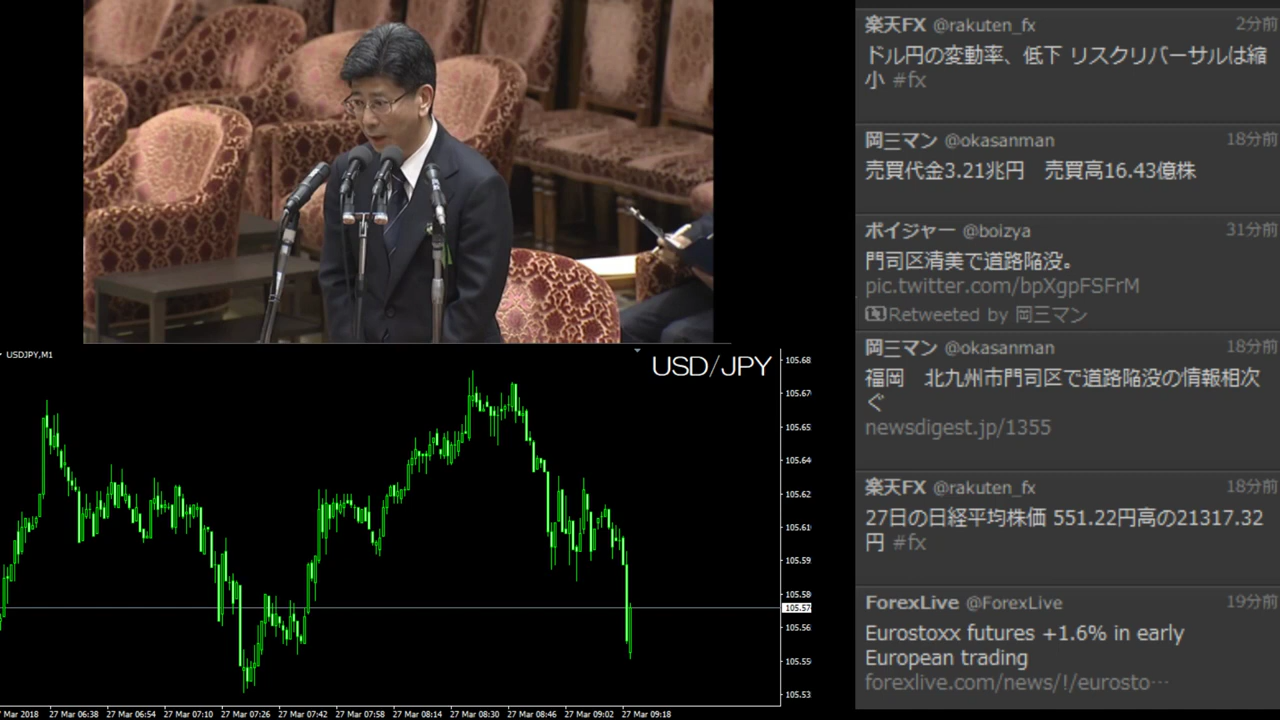 USDJPY,M1
USD/JPY
105.68
105.67
105.65
105.64
105.62
105.61
105.59
105.58
105.57
105.56
105.55
105.53
Mar 2018
27 Mar 06:38
27 Mar 06:54
27 Mar 07:10
27 Mar 07:26
27 Mar 07:42
27 Mar 07:58
27 Mar 08:14
27 Mar 08:30
27 Mar 08:46
27 Mar 09:02
27 Mar 09:18
楽天FX @rakuten_fx 2分前
ドル円の変動率、低下 リスクリバーサルは縮
小 #fx
岡三マン @okasanman 18分前
売買代金3.21兆円 売買高16.43億株
ボイジャー @boizya 31分前
門司区清美で道路陥没。
pic.twitter.com/bpXgpFSFrM
Retweeted by 岡三マン
岡三マン @okasanman 18分前
福岡 北九州市門司区で道路陥没の情報相次
ぐ
newsdigest.jp/1355
楽天FX @rakuten_fx 18分前
27日の日経平均株価 551.22円高の21317.32
円 #fx
ForexLive @ForexLive 19分前
Eurostoxx futures +1.6% in early
European trading
forexlive.com/news/!/eurosto…